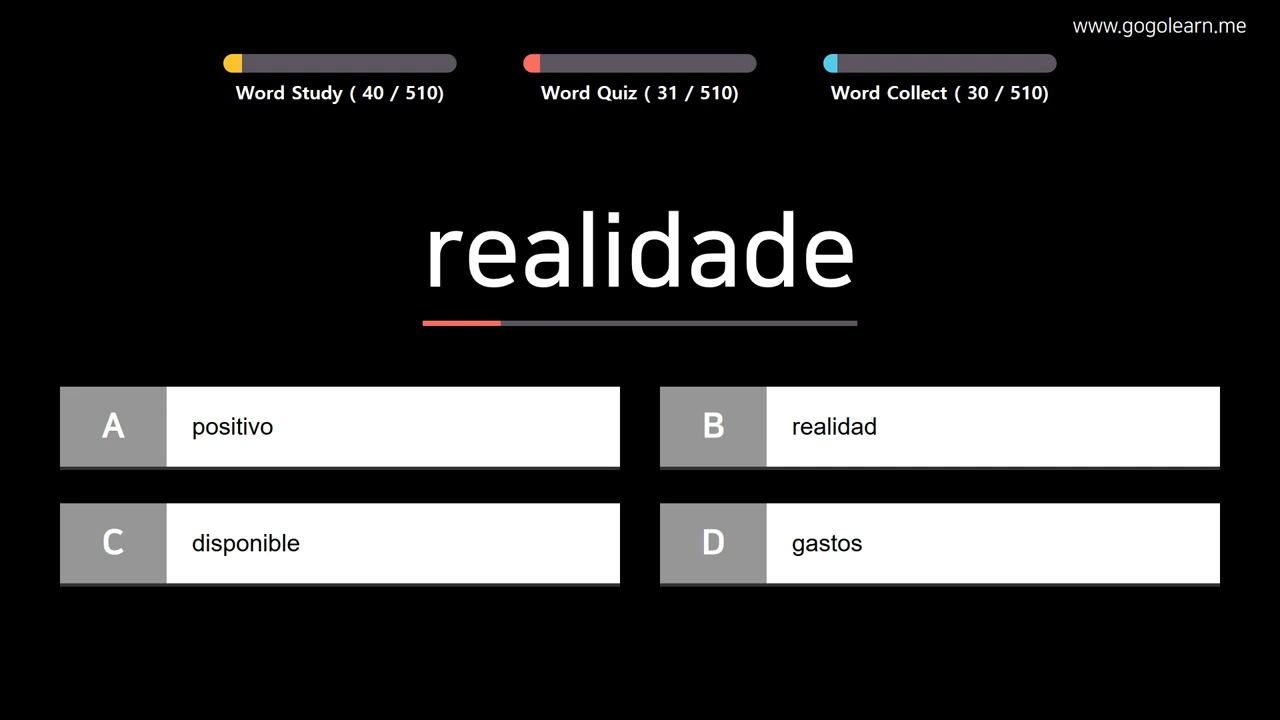 www.gogolearn.me
Word Study ( 40 / 510)
Word Quiz ( 31 / 510)
Word Collect ( 30 / 510)
realidade
A positivo
B realidad
C disponible
D gastos